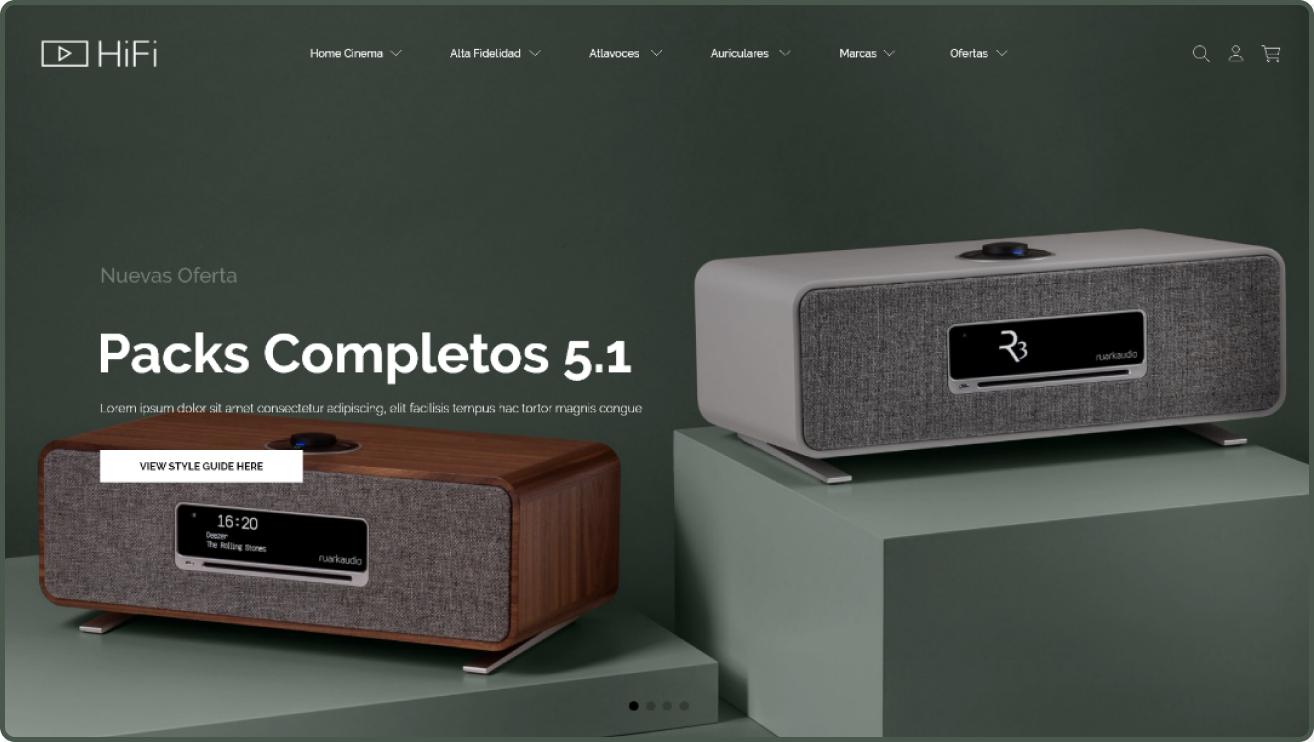 HiFi
Home Cinema
Alta Fidelidad
Atlavoces
Auriculares
Marcas
Ofertas
Nuevas Oferta
Packs Completos 5.1
Lorem ipsum dolor sit amet consectetur adipiscing, elit facilisis tempus hac tortor magnis congue
VIEW STYLE GUIDE HERE
R3
ruarkaudio
16:20
Deezer
The Rolling Stones
ruarkaudio